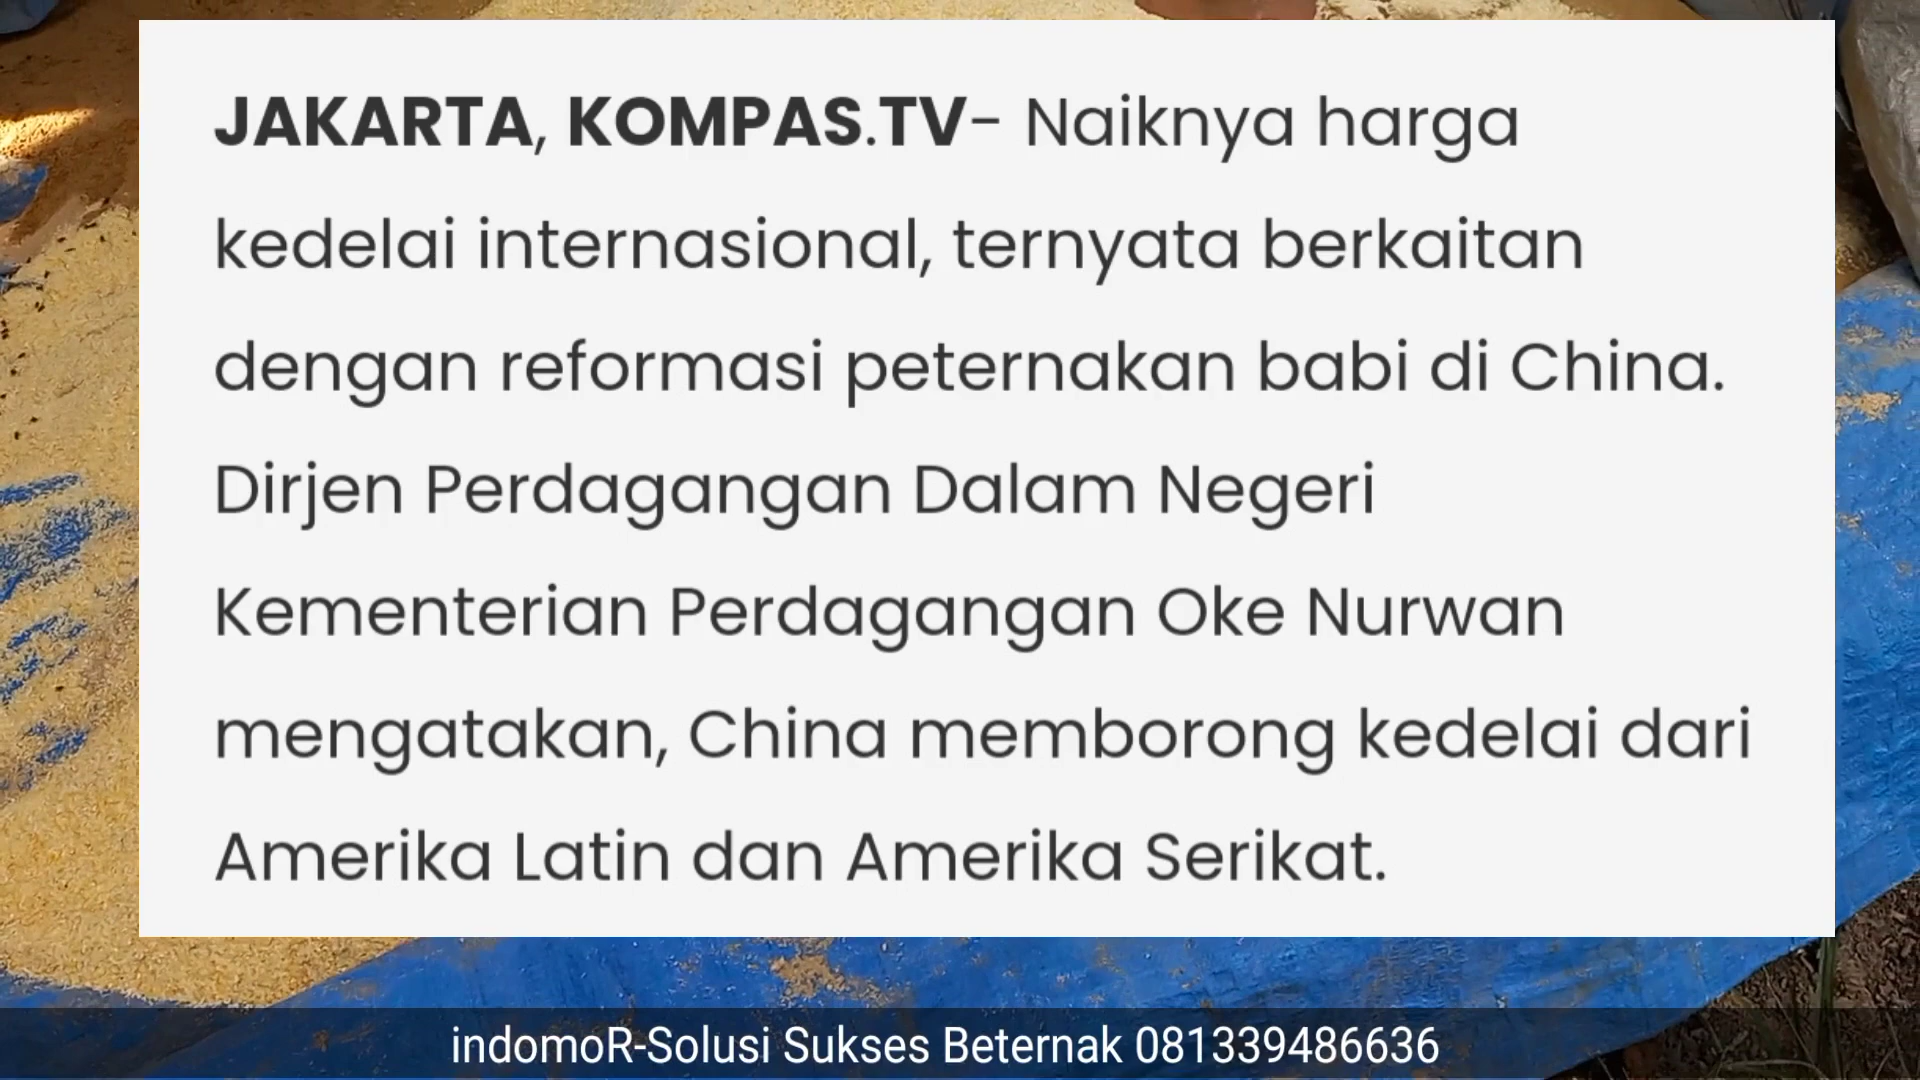 JAKARTA, KOMPAS.TV- Naiknya harga
kedelai internasional, ternyata berkaitan
dengan reformasi peternakan babi di China.
Dirjen Perdagangan Dalam Negeri
Kementerian Perdagangan Oke Nurwan
mengatakan, China memborong kedelai dari
Amerika Latin dan Amerika Serikat.
indomoR-Solusi Sukses Beternak 081339486636